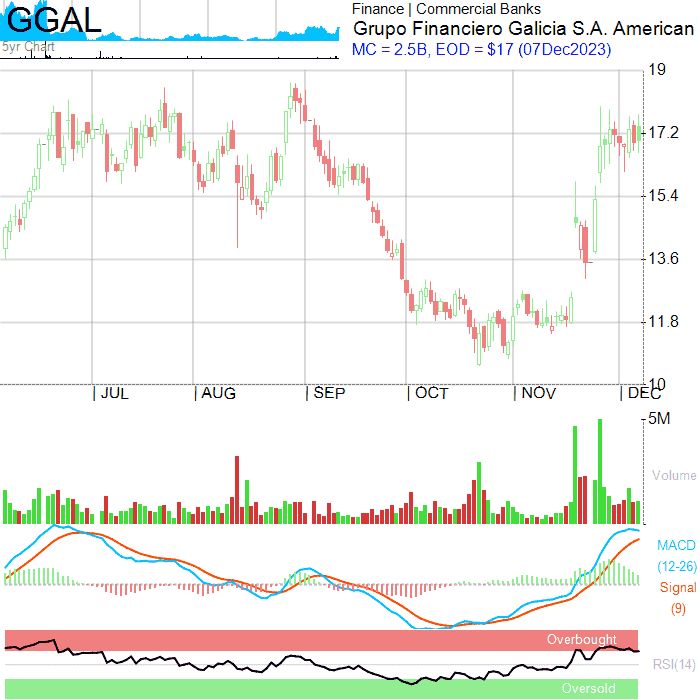 GGAL
5yr Chart
Finance | Commercial Banks
Grupo Financiero Galicia S.A. American
MC = 2.5B, EOD = $17 (07Dec2023)
19
17.2
15.4
13.6
11.8
10
JUL AUG SEP OCT NOV DEC
5M
Volume
MACD
(12-26)
Signal
(9)
Overbought
RSI(14)
Oversold